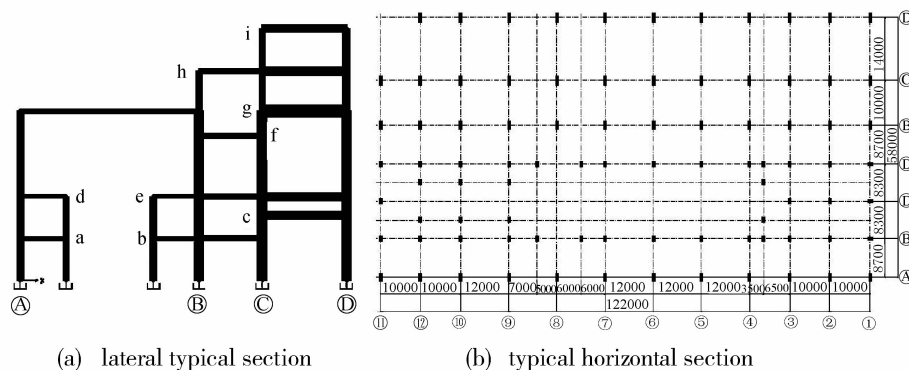 i
h
g
f
d
e
c
a
b
x
Ⓐ Ⓑ Ⓒ Ⓓ
(a) lateral typical section
Ⓓ
14000
Ⓒ
10000
Ⓑ
8700
58000
Ⓓ
8300
Ⓓ
8300
Ⓑ
8700
Ⓐ
10000 10000 12000 7000 5000 6000 6000 12000 12000 12000 3500 6500 10000 10000
122000
⑪ ⑫ ⑩ ⑨ ⑧ ⑦ ⑥ ⑤ ④ ③ ② ①
(b) typical horizontal section